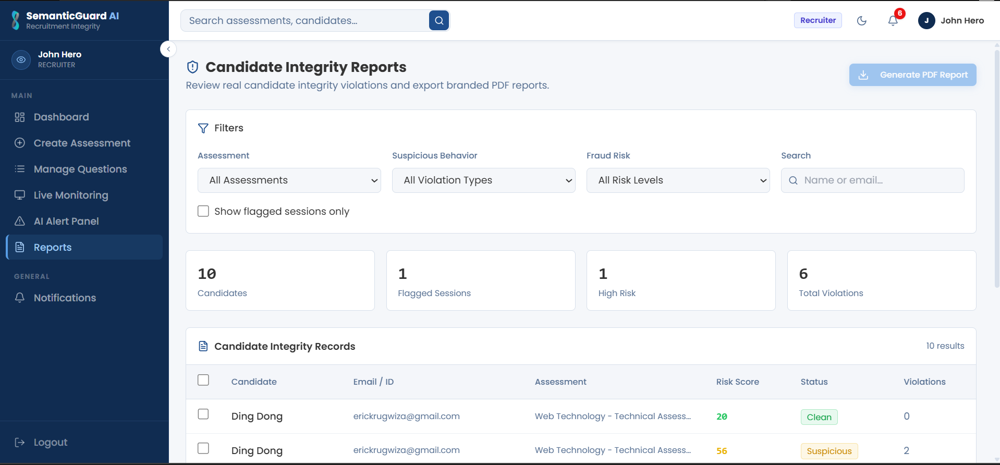 SemanticGuard AI
Recruitment Integrity
Search assessments, candidates...
Recruiter
6
J
John Hero
John Hero
RECRUITER
MAIN
Dashboard
Create Assessment
Manage Questions
Live Monitoring
AI Alert Panel
Reports
GENERAL
Notifications
Logout
Candidate Integrity Reports
Review real candidate integrity violations and export branded PDF reports.
Generate PDF Report
Filters
Assessment
Suspicious Behavior
Fraud Risk
Search
All Assessments
All Violation Types
All Risk Levels
Name or email...
Show flagged sessions only
10
Candidates
1
Flagged Sessions
1
High Risk
6
Total Violations
Candidate Integrity Records
10 results
Candidate Email / ID Assessment Risk Score Status Violations
Ding Dong erickrugwiza@gmail.com Web Technology - Technical Assess... 20 Clean 0
Ding Dong erickrugwiza@gmail.com Web Technology - Technical Assess... 56 Suspicious 2